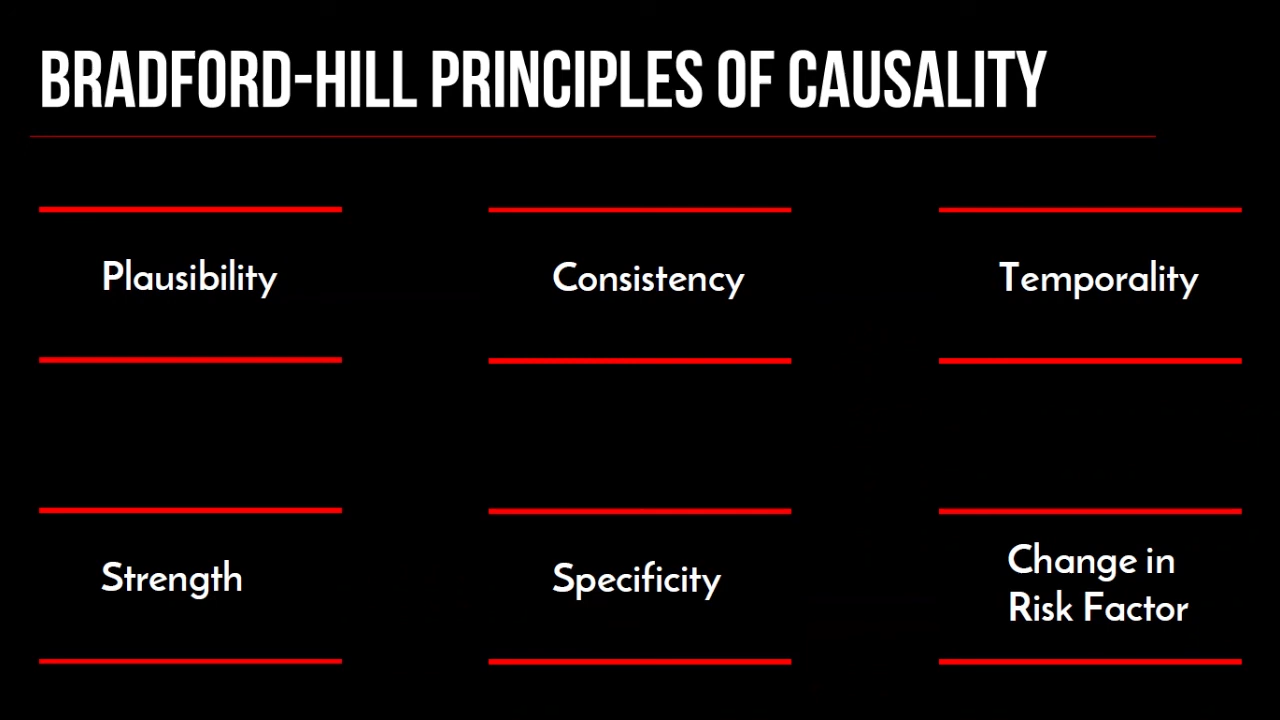 BRADFORD-HILL PRINCIPLES OF CAUSALITY
Plausibility
Consistency
Temporality
Strength
Specificity
Change in
Risk Factor